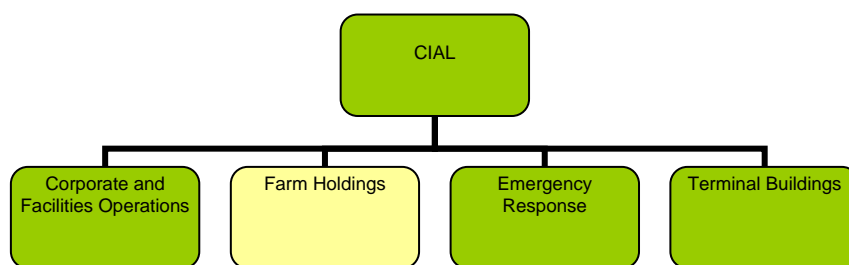 CIAL
Corporate and
Facilities Operations
Farm Holdings
Emergency
Response
Terminal Buildings